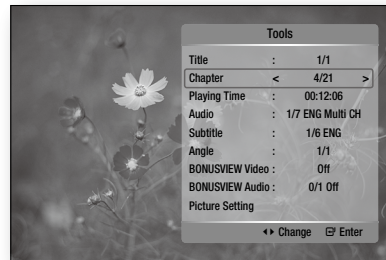 Tools
Title : 1/1
Chapter < 4/21 >
Playing Time : 00:12:06
Audio : 1/7 ENG Multi CH
Subtitle : 1/6 ENG
Angle : 1/1
BONUSVIEW Video : Off
BONUSVIEW Audio : 0/1 Off
Picture Setting
◂▸ Change Enter